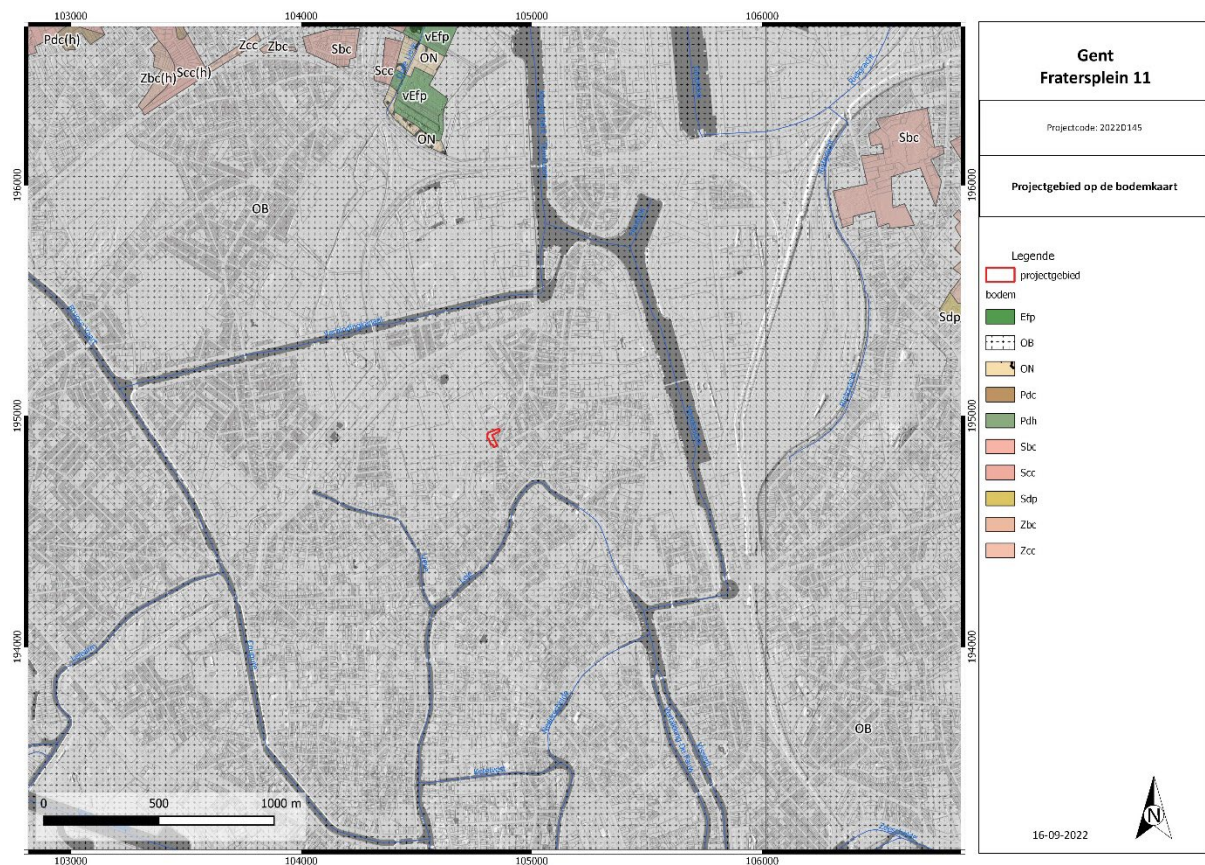 103000
104000
105000
106000
Pdc(h)
Zcc
Zbc
Sbc
Zbc(h)
Scc(h)
Scc
vEfp
ON
vEfp
ON
Sbc
OB
Sdp
OB
196000
195000
194000
196000
195000
194000
Leie
0
500
1000 m
103000
104000
105000
106000
Gent
Fratersplein 11
Projectcode: 2022D145
Projectgebied op de bodemkaart
Legende
projectgebied
bodem
Efp
OB
ON
Pdc
Pdh
Sbc
Scc
Sdp
Zbc
Zcc
16-09-2022
N